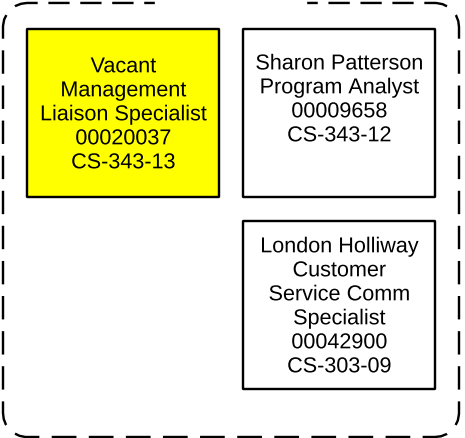 Vacant
Management
Liaison Specialist
00020037
CS-343-13
Sharon Patterson
Program Analyst
00009658
CS-343-12
London Holliway
Customer
Service Comm
Specialist
00042900
CS-303-09